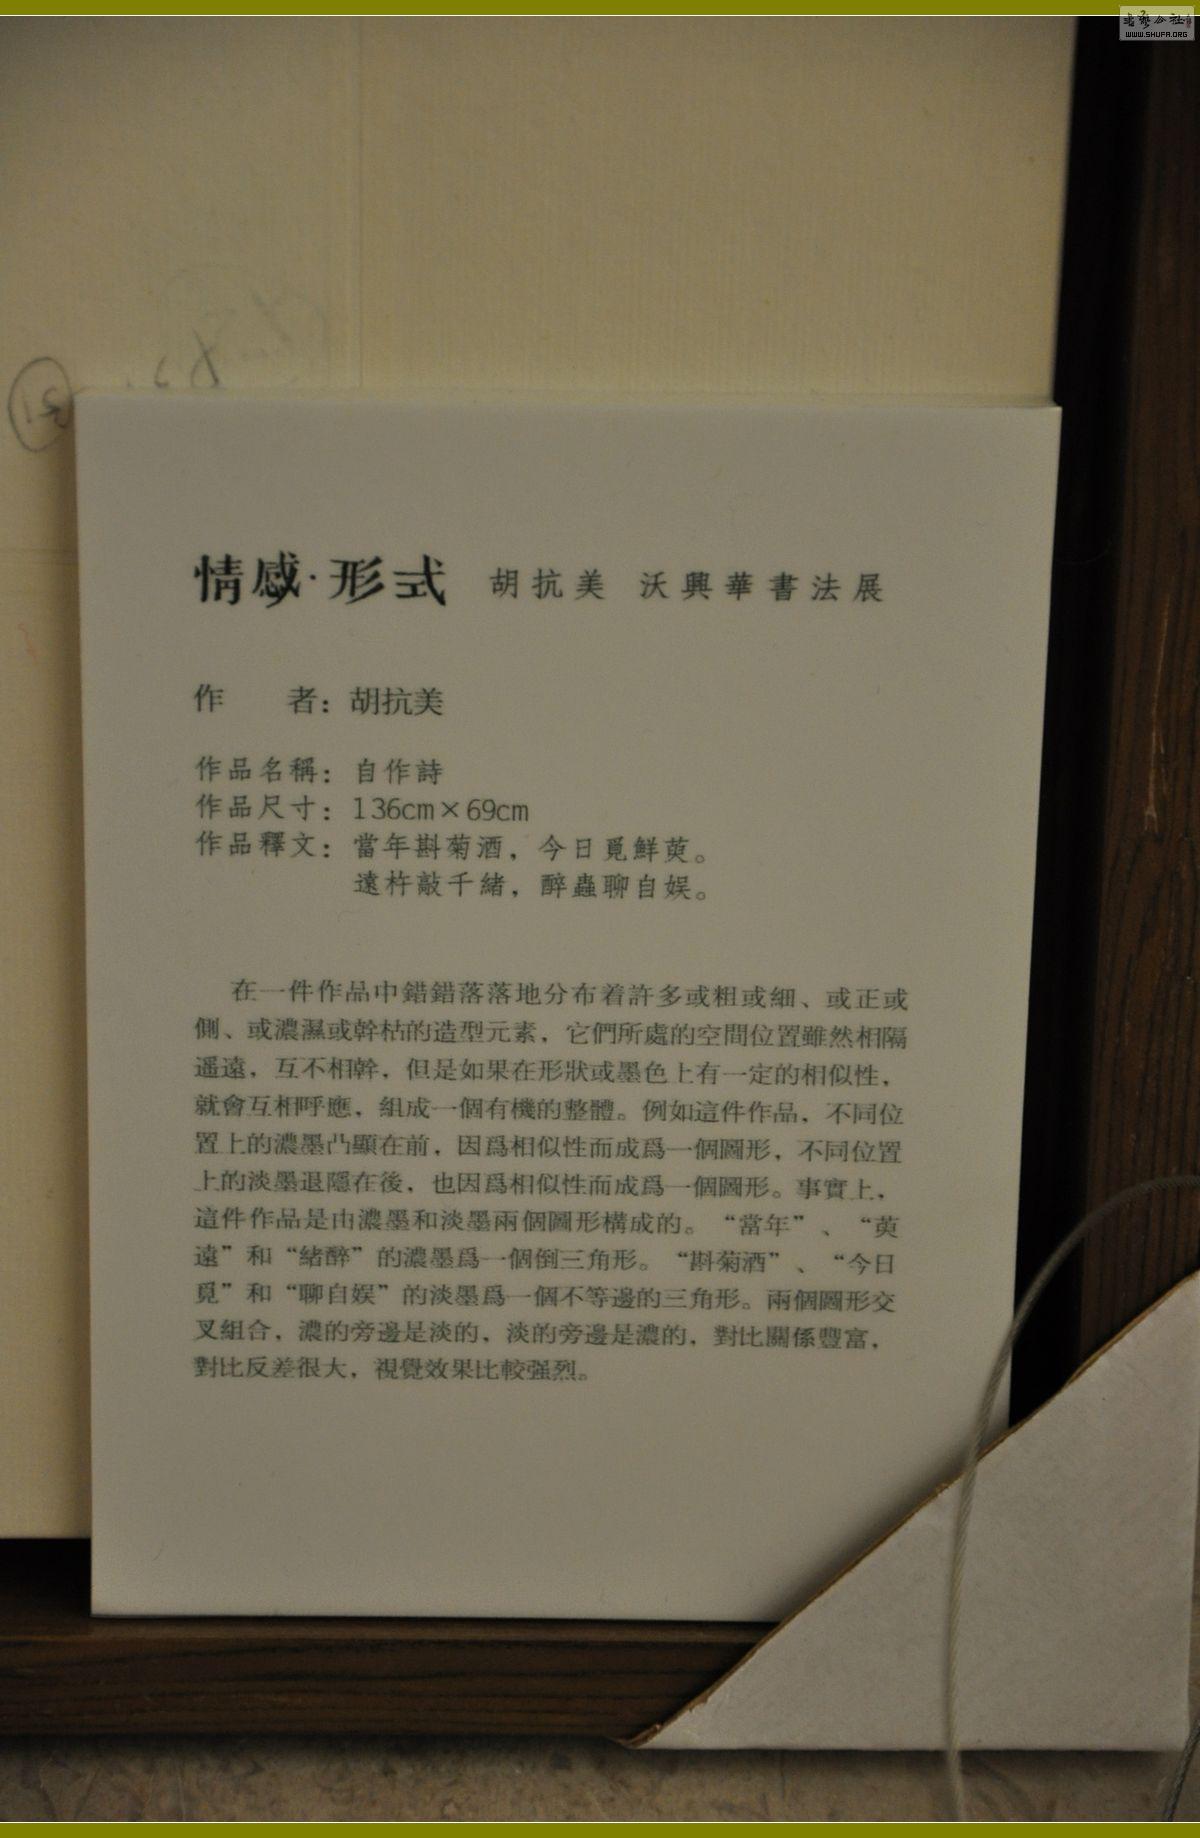 WWW.SHUFA.ORG
31
情感·形式 胡抗美 沃興華書法展
作 者：胡抗美
作品名稱：自作詩
作品尺寸：136cm×69cm
作品釋文：當年斟菊酒，今日覓鮮萸。
遠杵敲千緒，醉蟲聊自娱。
在一件作品中錯錯落落地分布着許多或粗或細、或正或
側、或濃濕或幹枯的造型元素，它們所處的空間位置雖然相隔
遥遠，互不相幹，但是如果在形狀或墨色上有一定的相似性，
就會互相呼應，組成一個有機的整體。例如這件作品，不同位
置上的濃墨凸顯在前，因爲相似性而成爲一個圖形，不同位置
上的淡墨退隱在後，也因爲相似性而成爲一個圖形。事實上，
這件作品是由濃墨和淡墨兩個圖形構成的。“當年”、“萸
遠”和“緒醉”的濃墨爲一個倒三角形。“斟菊酒”、“今日
覓”和“聊自娱”的淡墨爲一個不等邊的三角形。兩個圖形交
叉組合，濃的旁邊是淡的，淡的旁邊是濃的，對比關係豐富，
對比反差很大，視覺效果比較强烈。